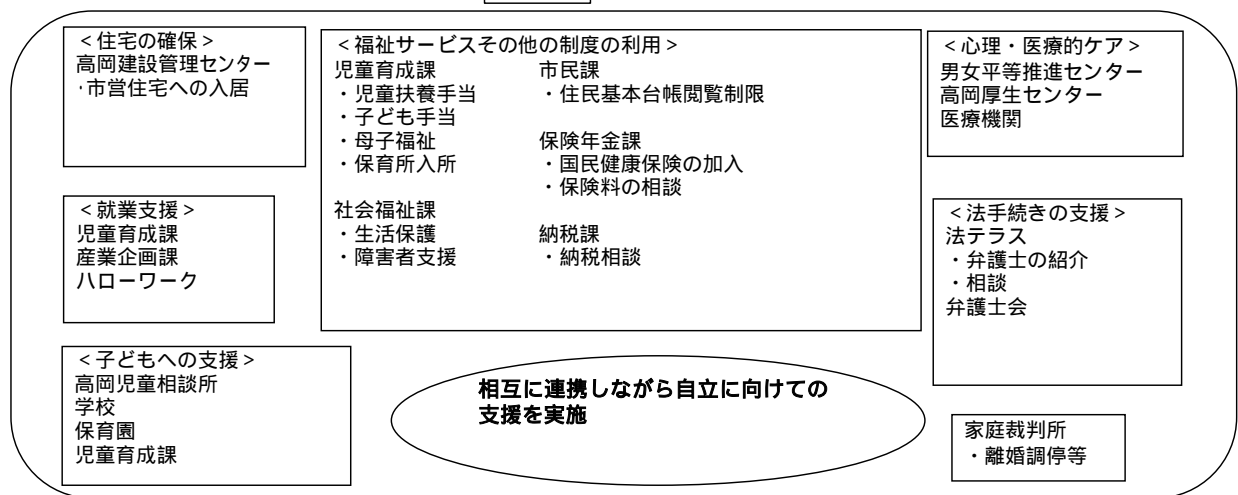 <住宅の確保>
高岡建設管理センター
・市営住宅への入居
<福祉サービスその他の制度の利用>
児童育成課
・児童扶養手当
・子ども手当
・母子福祉
・保育所入所
社会福祉課
・生活保護
・障害者支援
市民課
・住民基本台帳閲覧制限
保険年金課
・国民健康保険の加入
・保険料の相談
納税課
・納税相談
<心理・医療的ケア>
男女平等推進センター
高岡厚生センター
医療機関
<就業支援>
児童育成課
産業企画課
ハローワーク
<法手続きの支援>
法テラス
・弁護士の紹介
・相談
弁護士会
<子どもへの支援>
高岡児童相談所
学校
保育園
児童育成課
相互に連携しながら自立に向けての
支援を実施
家庭裁判所
・離婚調停等